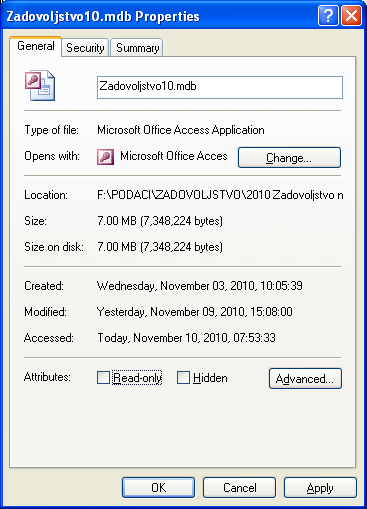 Zadovoljstvo10.mdb Properties
General Security Summary
Zadovoljstvo10.mdb
Type of file: Microsoft Office Access Application
Opens with: Microsoft Office Acces Change...
Location: F:\PODACI\ZADOVOLJSTVO\2010 Zadovoljstvo n
Size: 7.00 MB (7,348,224 bytes)
Size on disk: 7.00 MB (7,348,224 bytes)
Created: Wednesday, November 03, 2010, 10:05:39
Modified: Yesterday, November 09, 2010, 15:08:00
Accessed: Today, November 10, 2010, 07:53:33
Attributes: Read-only Hidden Advanced...
OK Cancel Apply